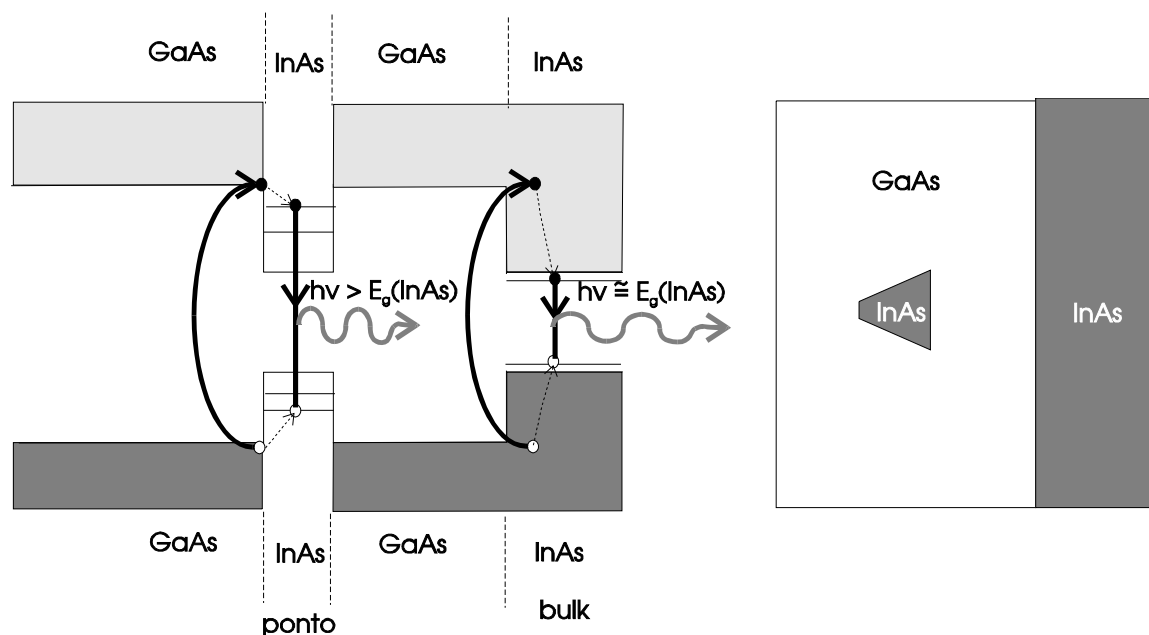 GaAs InAs GaAs InAs
hν > Eg(InAs) hν ≅ Eg(InAs)
GaAs InAs GaAs InAs
ponto bulk
GaAs
InAs
InAs